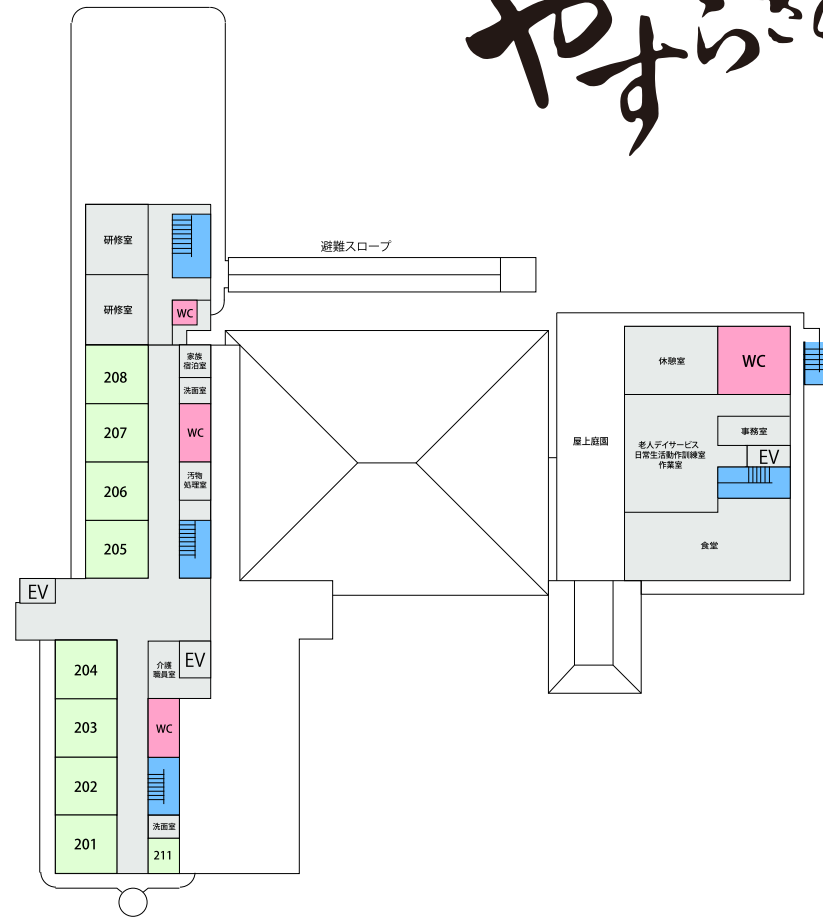 やすらぎの
避難スロープ
研修室
研修室
WC
家族
宿泊室
208
洗面室
207
WC
206
汚物
処理室
205
EV
204
介護
職員室
EV
203
WC
202
洗面室
201
211
休憩室
WC
屋上庭園
老人デイサービス
日常生活動作訓練室
作業室
事務室
EV
食堂